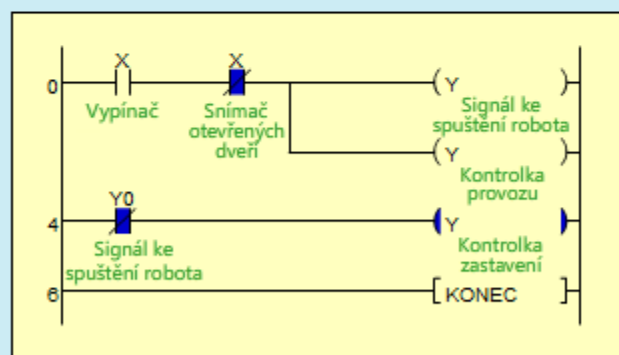 X X
0 Y
Vypínač Snímač otevřených dveří Signál ke spuštění robota
Y
Kontrolka provozu
Y0
4 Y
Signál ke spuštění robota Kontrolka zastavení
6 KONEC